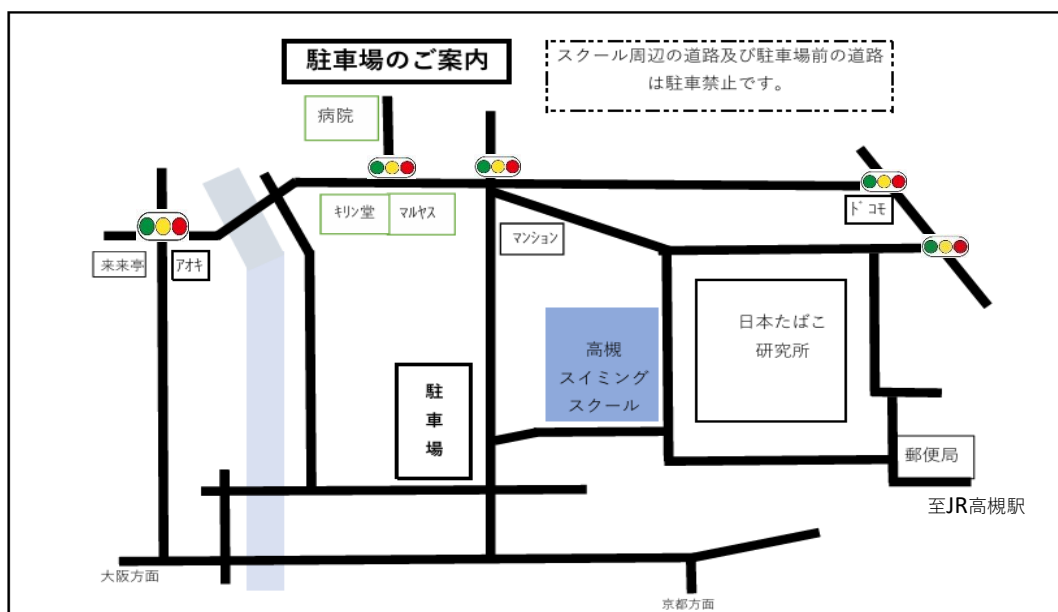 駐車場のご案内
スクール周辺の道路及び駐車場前の道路
は駐車禁止です。
病院
キリン堂
マルヤス
ドコモ
マンション
来来亭
アオキ
日本たばこ
研究所
高槻
スイミング
スクール
駐
車
場
郵便局
至JR高槻駅
大阪方面
京都方面